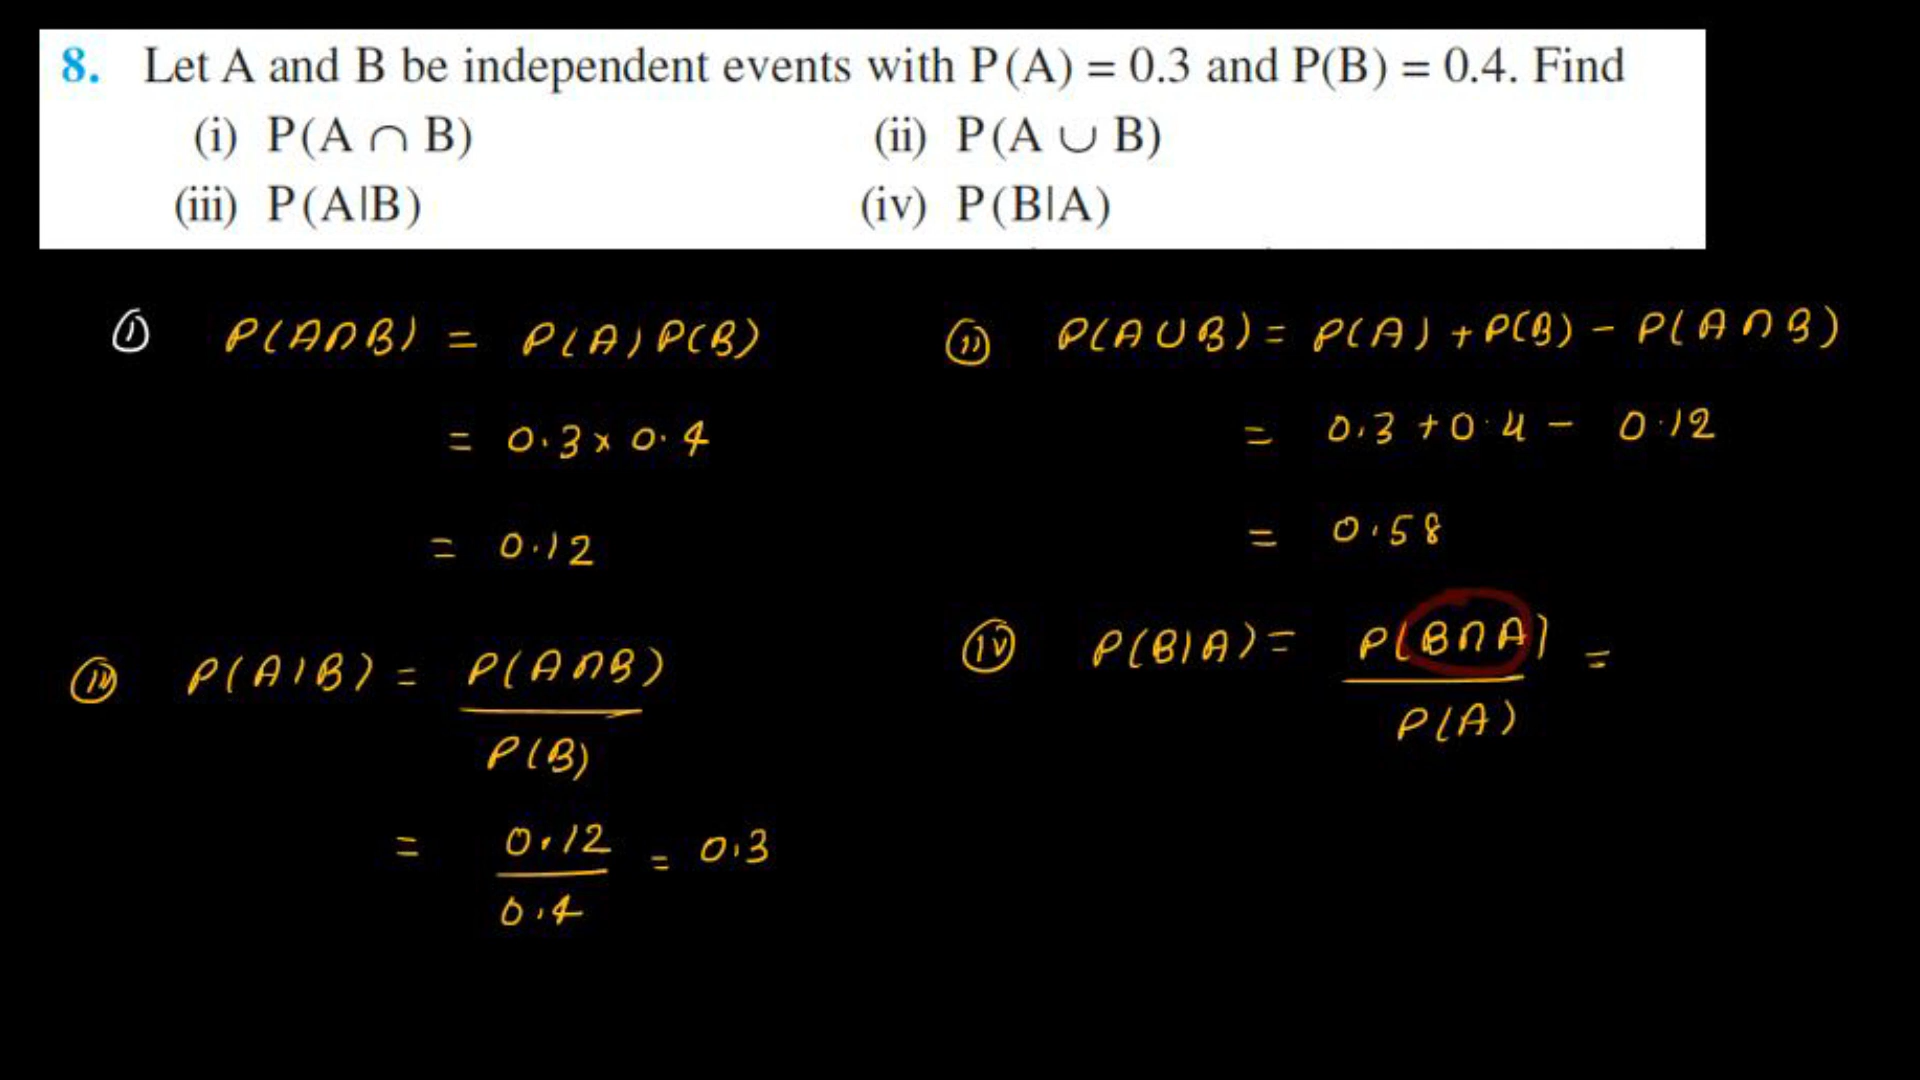 8. Let A and B be independent events with P(A) = 0.3 and P(B) = 0.4. Find
(i) P(A ∩ B) (ii) P(A ∪ B)
(iii) P(A|B) (iv) P(B|A)
(i) P(A∩B) = P(A) P(B)
= 0.3 × 0.4
= 0.12
(ii) P(A∪B) = P(A) + P(B) - P(A∩B)
= 0.3 + 0.4 - 0.12
= 0.58
(iii) P(A|B) = P(A∩B)
P(B)
= 0.12 = 0.3
0.4
(iv) P(B|A) = P(B∩A) =
P(A)